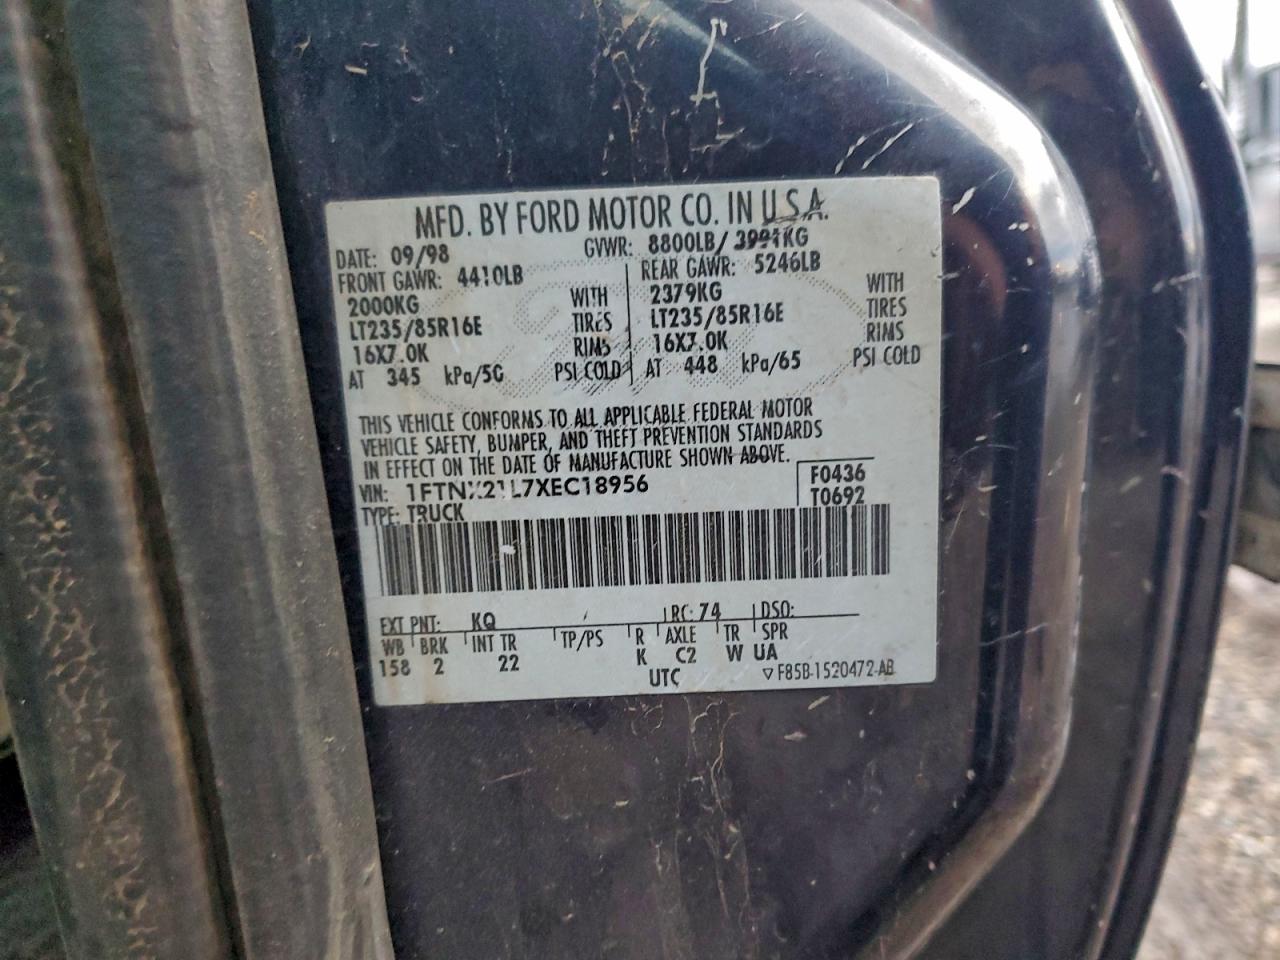 MFD. BY FORD MOTOR CO. IN U.S.A.
DATE: 09/98 GVWR: 8800LB/ 3991KG
FRONT GAWR: 4410LB REAR GAWR: 5246LB
2000KG WITH 2379KG WITH
LT235/85R16E TIRES LT235/85R16E TIRES
16X7.0K RIMS 16X7.0K RIMS
AT 345 kPa/50 PSI COLD AT 448 kPa/65 PSI COLD
THIS VEHICLE CONFORMS TO ALL APPLICABLE FEDERAL MOTOR
VEHICLE SAFETY, BUMPER, AND THEFT PREVENTION STANDARDS
IN EFFECT ON THE DATE OF MANUFACTURE SHOWN ABOVE.
VIN: 1FTNX21L7XEC18956 F0436
TYPE: TRUCK T0692
EXT PNT: KQ RC: 74 DSO:
WB BRK INT TR TP/PS R AXLE TR SPR
158 2 22 K C2 W UA
UTC ▽ F85B-1520472-AB